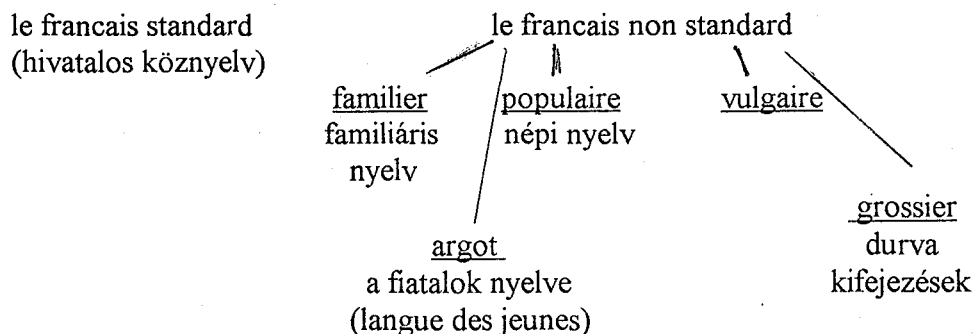 le francais standard
(hivatalos köznyelv)
le francais non standard
familier
familiáris
nyelv
populaire
népi nyelv
vulgaire
argot
a fiatalok nyelve
(langue des jeunes)
grossier
durva
kifejezések